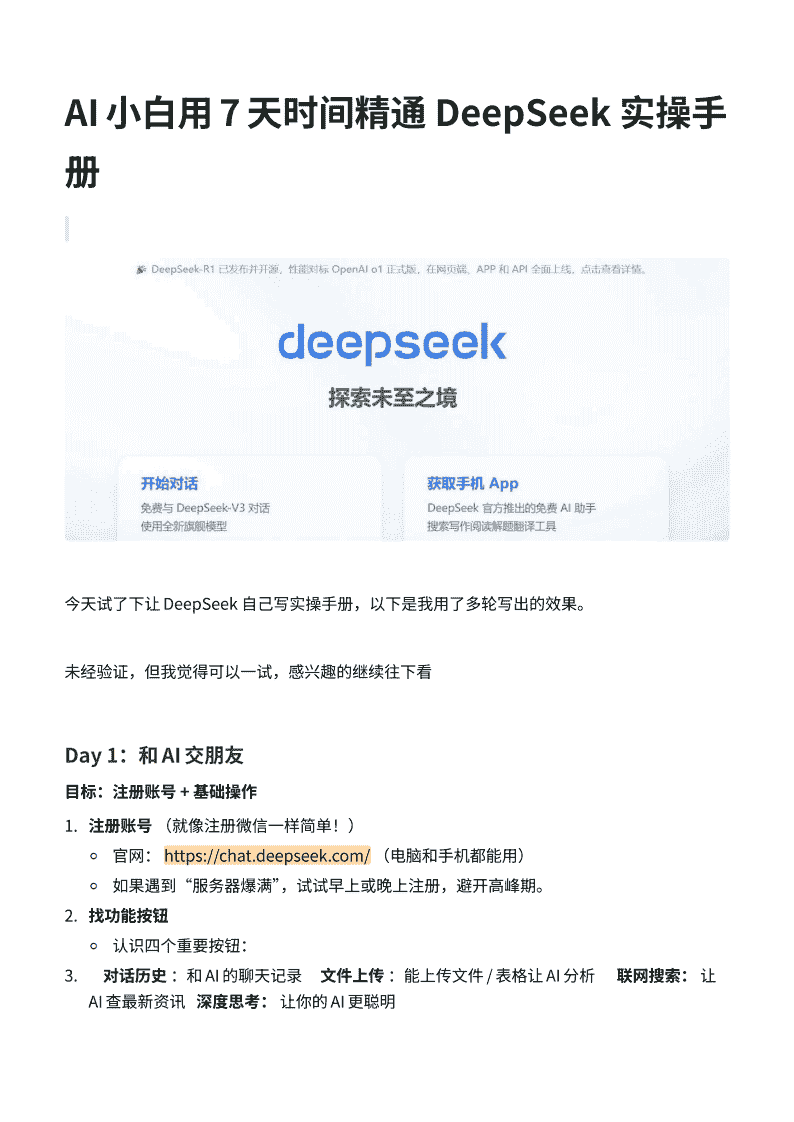 AI 小白用 7 天时间精通 DeepSeek 实操手
册
DeepSeek-R1 已发布并开源，性能对标 OpenAI o1 正式版，在网页端、APP 和 API 全面上线，点击查看详情。
deepseek
探索未至之境
开始对话
免费与 DeepSeek-V3 对话
使用全新旗舰模型
获取手机 App
DeepSeek 官方推出的免费 AI 助手
搜索写作阅读解题翻译工具
今天试了下让 DeepSeek 自己写实操手册，以下是我用了多轮写出的效果。
未经验证，但我觉得可以一试，感兴趣的继续往下看
Day 1：和 AI 交朋友
目标：注册账号 + 基础操作
1. 注册账号 （就像注册微信一样简单！）
官网： https://chat.deepseek.com/ （电脑和手机都能用）
如果遇到“服务器爆满”，试试早上或晚上注册，避开高峰期。
2. 找功能按钮
认识四个重要按钮：
3. 对话历史 ：和 AI 的聊天记录 文件上传 ：能上传文件 / 表格让 AI 分析 联网搜索： 让
AI 查最新资讯 深度思考： 让你的 AI 更聪明